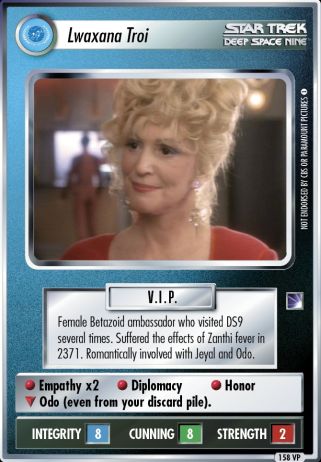 Lwaxana Troi
STAR TREK
DEEP SPACE NINE
NOT ENDORSED BY CBS OR PARAMOUNT PICTURES
V.I.P.
Female Betazoid ambassador who visited DS9
several times. Suffered the effects of Zanthi fever in
2371. Romantically involved with Jeyal and Odo.
Empathy x2 Diplomacy Honor
Odo (even from your discard pile).
INTEGRITY 8 CUNNING 8 STRENGTH 2
158 VP